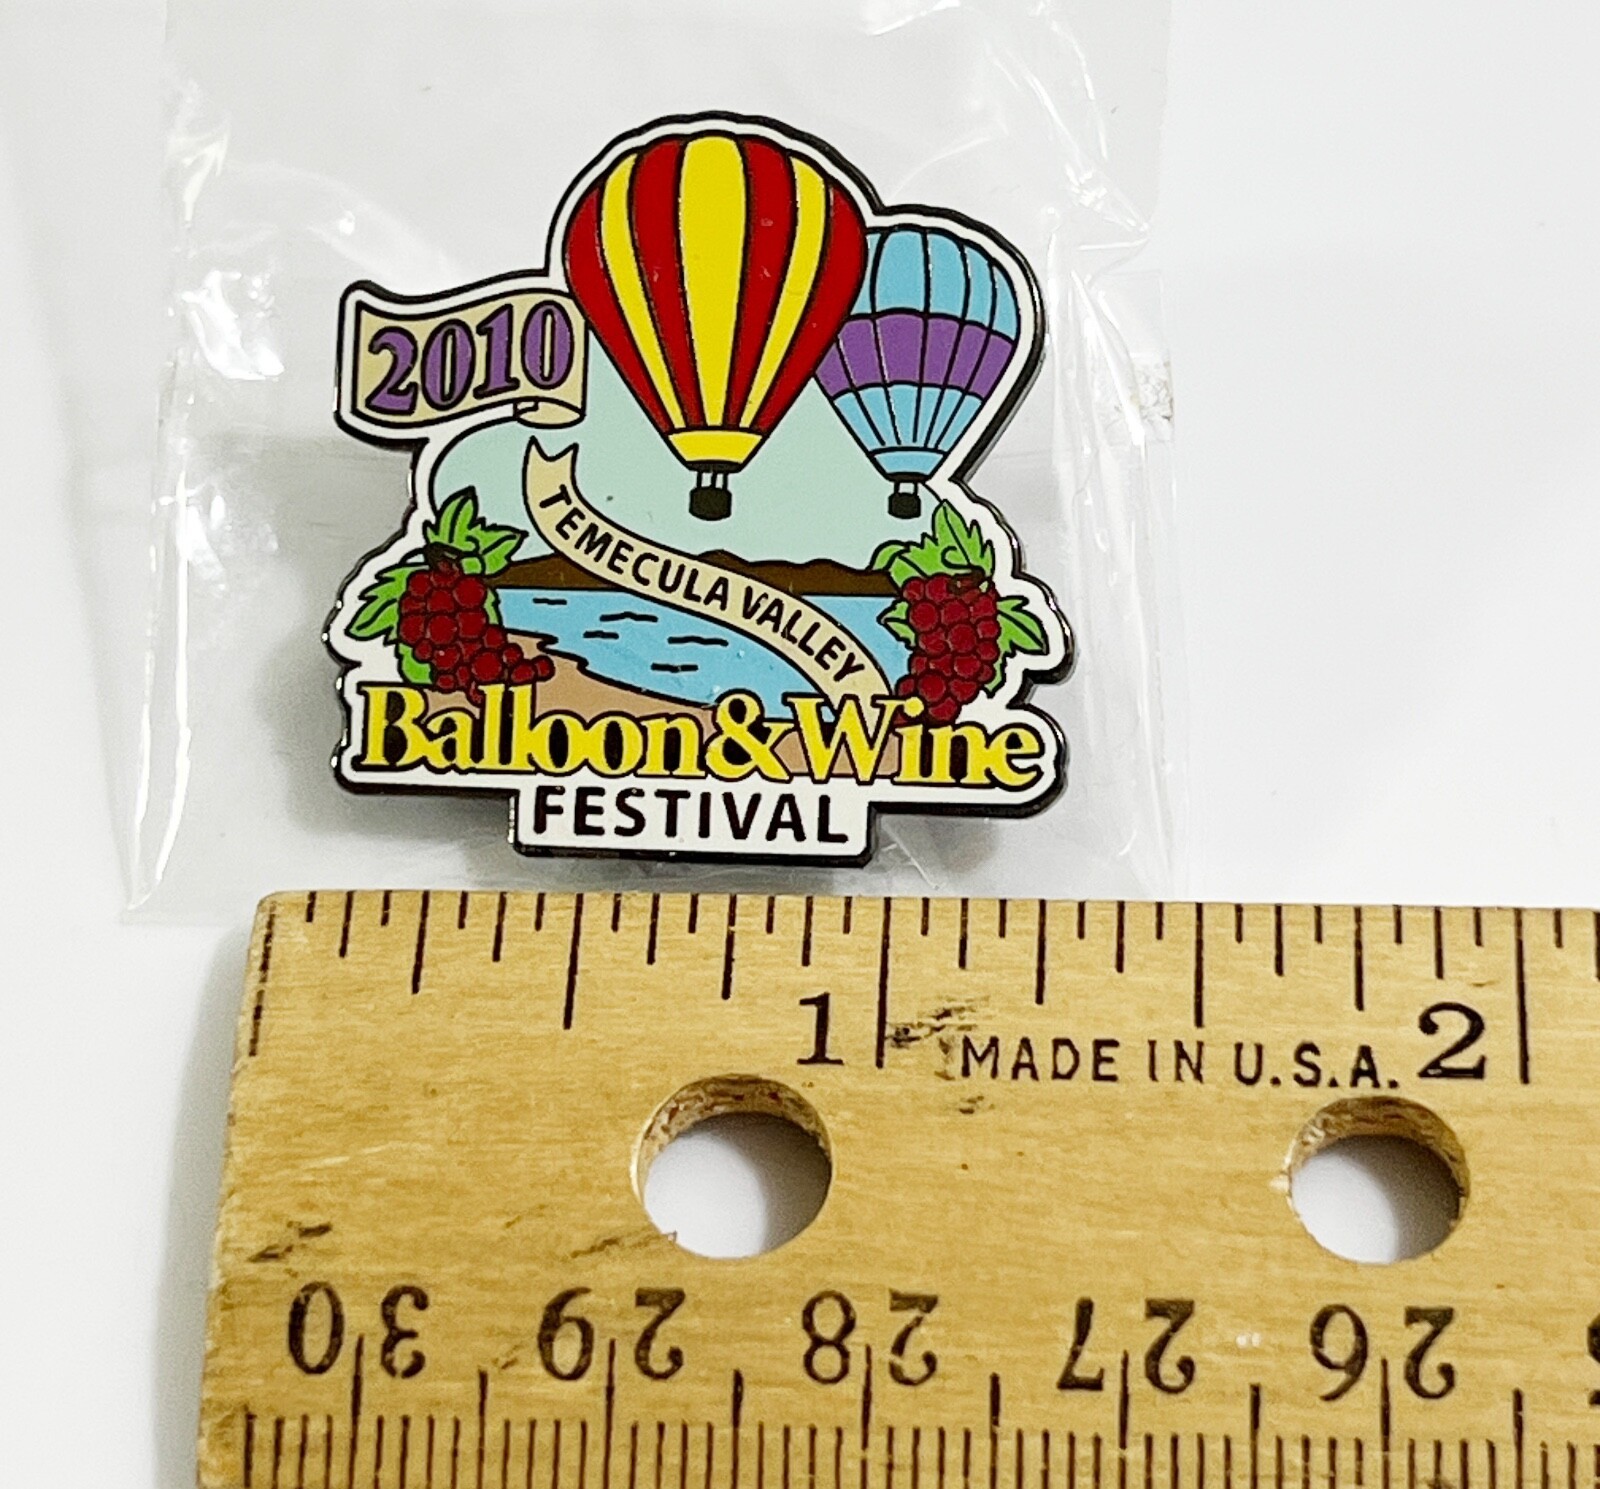 2010
TEMECULA VALLEY
Balloon & Wine
FESTIVAL
1 2
MADE IN U.S.A.
30 29 28 27 26